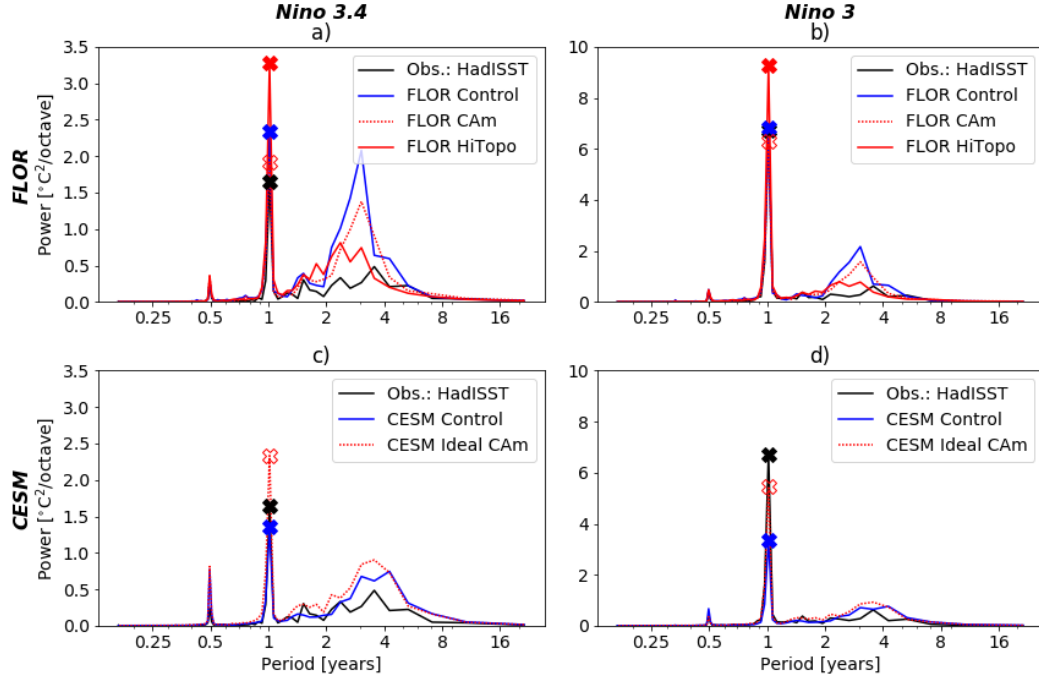 Nino 3.4
Nino 3
a)
b)
FLOR
Power [°C²/octave]
3.5
3.0
2.5
2.0
1.5
1.0
0.5
0.0
Obs.: HadISST
FLOR Control
FLOR CAm
FLOR HiTopo
0.25 0.5 1 2 4 8 16
10
8
6
4
2
0
Obs.: HadISST
FLOR Control
FLOR CAm
FLOR HiTopo
0.25 0.5 1 2 4 8 16
c)
d)
CESM
Power [°C²/octave]
3.5
3.0
2.5
2.0
1.5
1.0
0.5
0.0
Obs.: HadISST
CESM Control
CESM Ideal CAm
0.25 0.5 1 2 4 8 16
Period [years]
10
8
6
4
2
0
Obs.: HadISST
CESM Control
CESM Ideal CAm
0.25 0.5 1 2 4 8 16
Period [years]